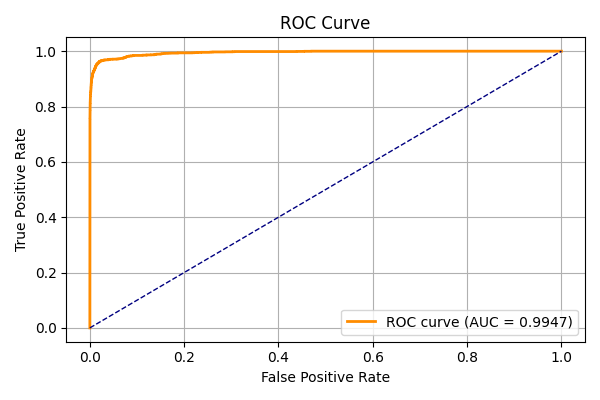 ROC Curve
True Positive Rate
1.0
0.8
0.6
0.4
0.2
0.0
ROC curve (AUC = 0.9947)
0.0 0.2 0.4 0.6 0.8 1.0
False Positive Rate